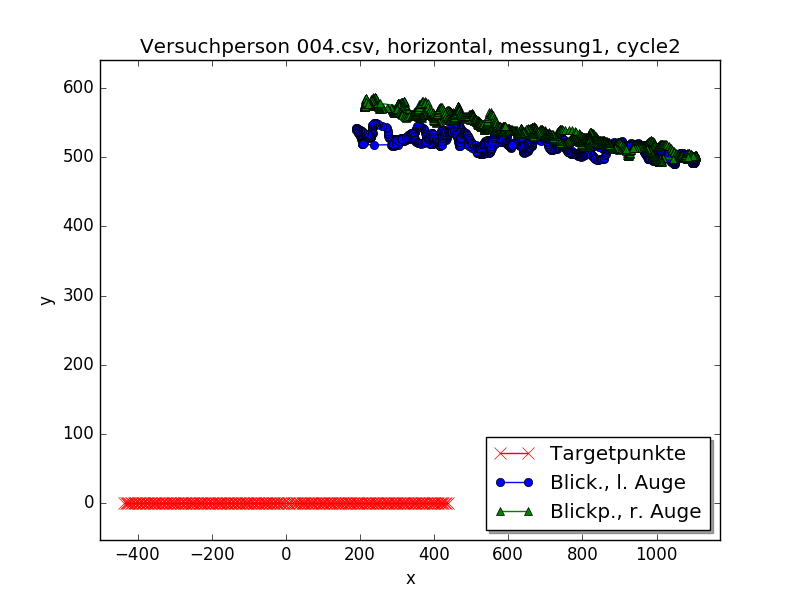 Versuchperson 004.csv, horizontal, messung1, cycle2
600
500
400
300
200
100
0
y
−400 −200 0 200 400 600 800 1000
x
Targetpunkte
Blick., l. Auge
Blickp., r. Auge